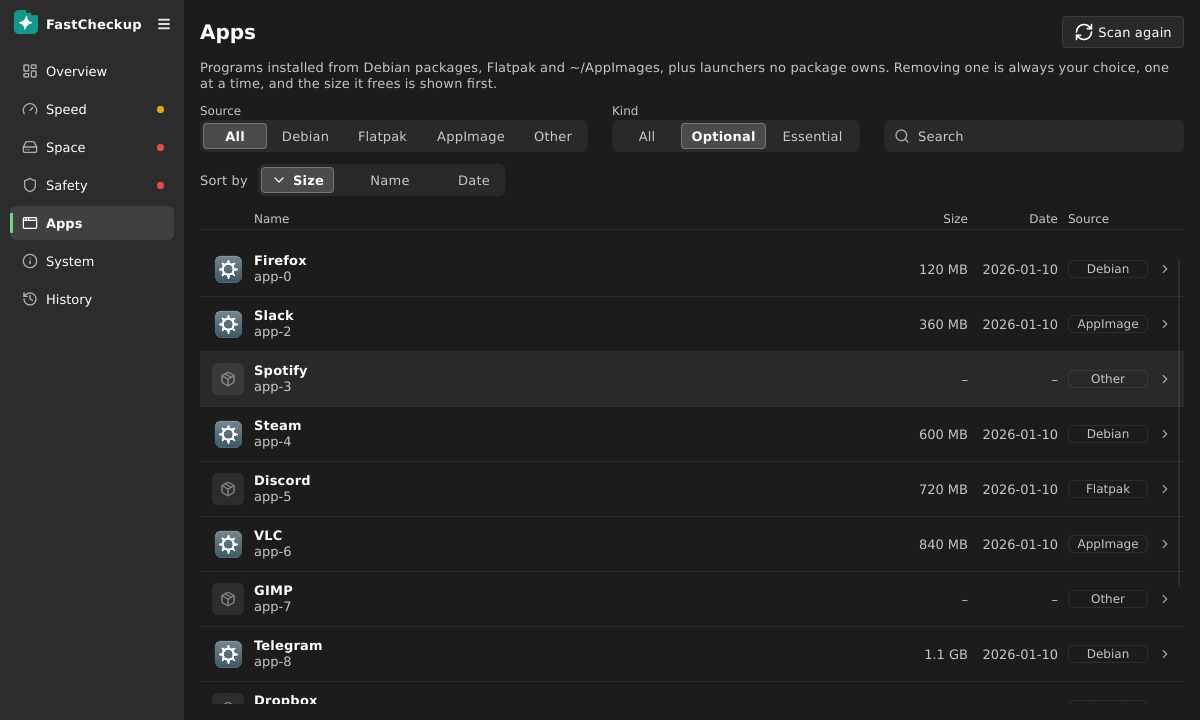 FastCheckup
Overview
Speed
Space
Safety
Apps
System
History
Apps
Scan again
Programs installed from Debian packages, Flatpak and ~/AppImages, plus launchers no package owns. Removing one is always your choice, one
at a time, and the size it frees is shown first.
Source
All Debian Flatpak AppImage Other
Kind
All Optional Essential
Search
Sort by Size Name Date
Name Size Date Source
Firefox
app-0
120 MB 2026-01-10 Debian
Slack
app-2
360 MB 2026-01-10 AppImage
Spotify
app-3
– – Other
Steam
app-4
600 MB 2026-01-10 Debian
Discord
app-5
720 MB 2026-01-10 Flatpak
VLC
app-6
840 MB 2026-01-10 AppImage
GIMP
app-7
– – Other
Telegram
app-8
1.1 GB 2026-01-10 Debian
Dropbox